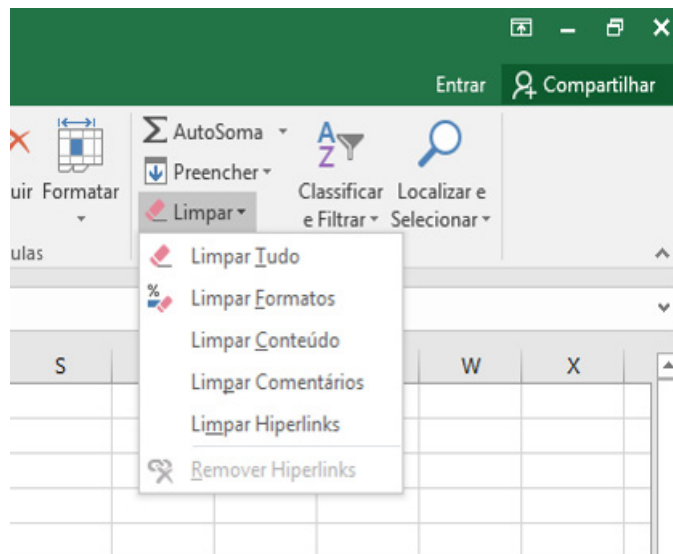 Entrar Compartilhar
AutoSoma
Preencher
uir Formatar
Limpar
Classificar
e Filtrar
Localizar e
Selecionar
ulas
Limpar Tudo
% Limpar Formatos
Limpar Conteúdo
Limpar Comentários
Limpar Hiperlinks
Remover Hiperlinks
S W X